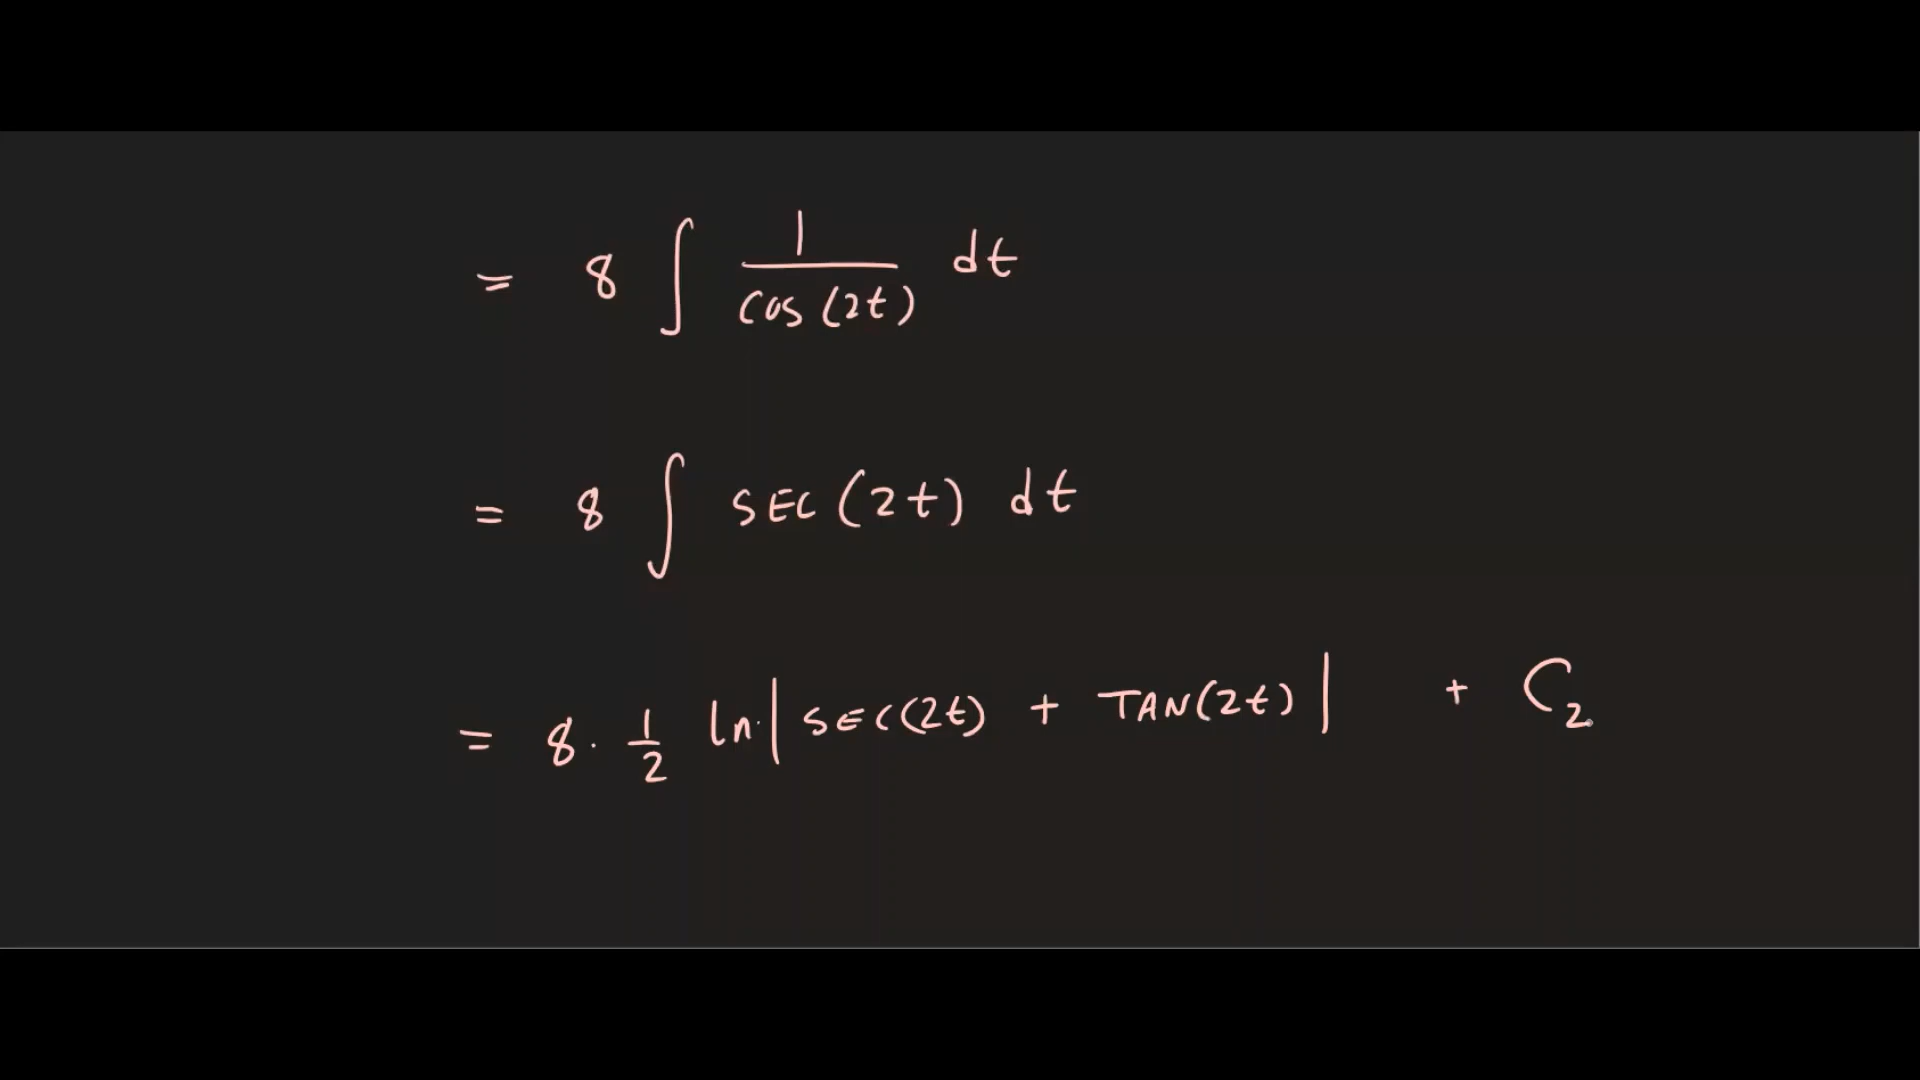 = 8 ∫ 1/cos(2t) dt
= 8 ∫ SEC(2t) dt
= 8 · 1/2 ln|SEC(2t) + TAN(2t)| + C₂